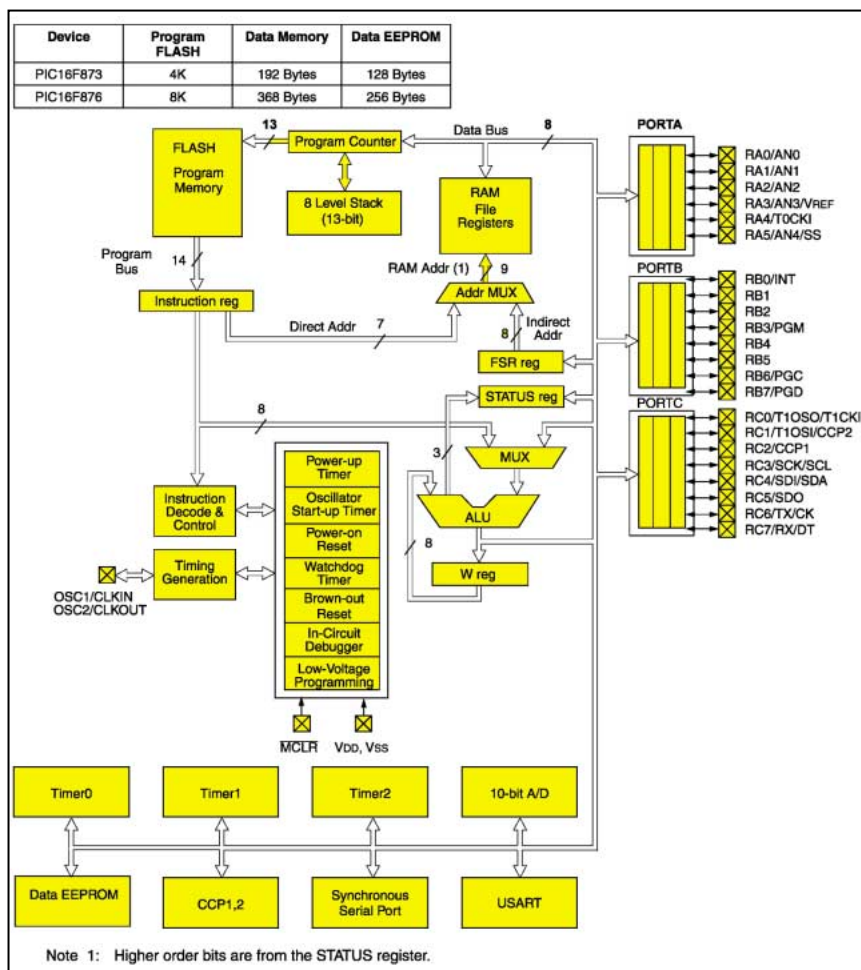 Device Program FLASH Data Memory Data EEPROM
PIC16F873 4K 192 Bytes 128 Bytes
PIC16F876 8K 368 Bytes 256 Bytes
13
Data Bus
8
FLASH
Program
Memory
Program Counter
8 Level Stack
(13-bit)
RAM
File
Registers
Program
Bus
14
RAM Addr (1)
9
Addr MUX
Instruction reg
Direct Addr
7
8
Indirect
Addr
FSR reg
STATUS reg
8
3
MUX
ALU
8
W reg
Instruction
Decode &
Control
Timing
Generation
OSC1/CLKIN
OSC2/CLKOUT
Power-up
Timer
Oscillator
Start-up Timer
Power-on
Reset
Watchdog
Timer
Brown-out
Reset
In-Circuit
Debugger
Low-Voltage
Programming
MCLR
VDD, VSS
PORTA
RA0/AN0
RA1/AN1
RA2/AN2
RA3/AN3/VREF
RA4/T0CKI
RA5/AN4/SS
PORTB
RB0/INT
RB1
RB2
RB3/PGM
RB4
RB5
RB6/PGC
RB7/PGD
PORTC
RC0/T1OSO/T1CKI
RC1/T1OSI/CCP2
RC2/CCP1
RC3/SCK/SCL
RC4/SDI/SDA
RC5/SDO
RC6/TX/CK
RC7/RX/DT
Timer0
Timer1
Timer2
10-bit A/D
Data EEPROM
CCP1,2
Synchronous
Serial Port
USART
Note 1: Higher order bits are from the STATUS register.